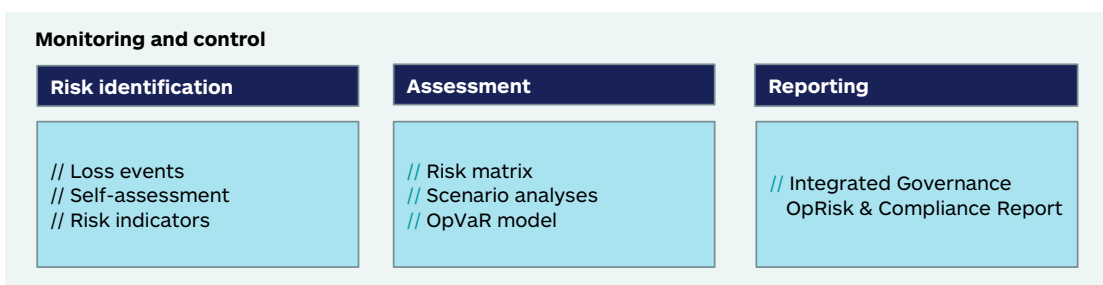 Monitoring and control
Risk identification
// Loss events
// Self-assessment
// Risk indicators
Assessment
// Risk matrix
// Scenario analyses
// OpVaR model
Reporting
// Integrated Governance
OpRisk & Compliance Report